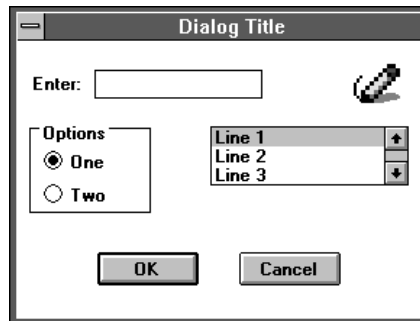 Dialog Title
Enter:
Options
One
Two
Line 1
Line 2
Line 3
OK
Cancel